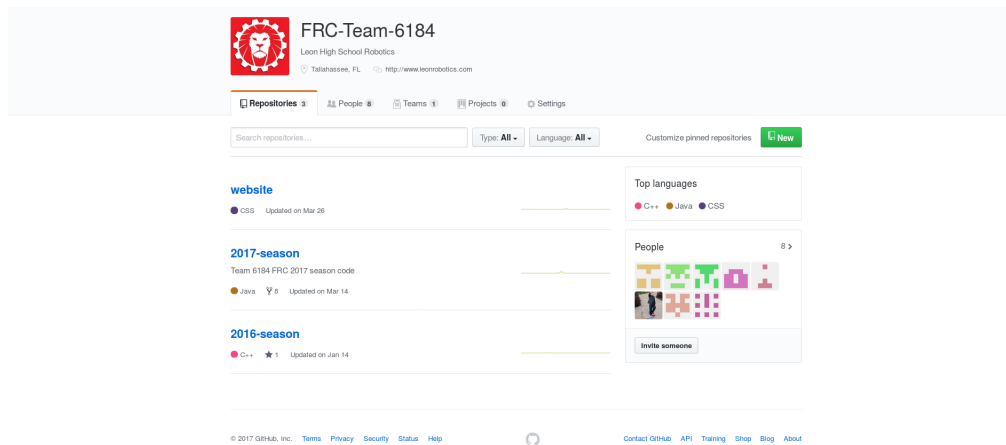 FRC-Team-6184
Leon High School Robotics
Tallahassee, FL http://www.leonrobotics.com
Repositories 3 People 8 Teams 1 Projects 0 Settings
Search repositories… Type: All Language: All Customize pinned repositories New
website
CSS Updated on Mar 26
2017-season
Team 6184 FRC 2017 season code
Java 8 Updated on Mar 14
2016-season
C++ 1 Updated on Jan 14
Top languages
C++ Java CSS
People 8
Invite someone
© 2017 GitHub, Inc. Terms Privacy Security Status Help Contact GitHub API Training Shop Blog About